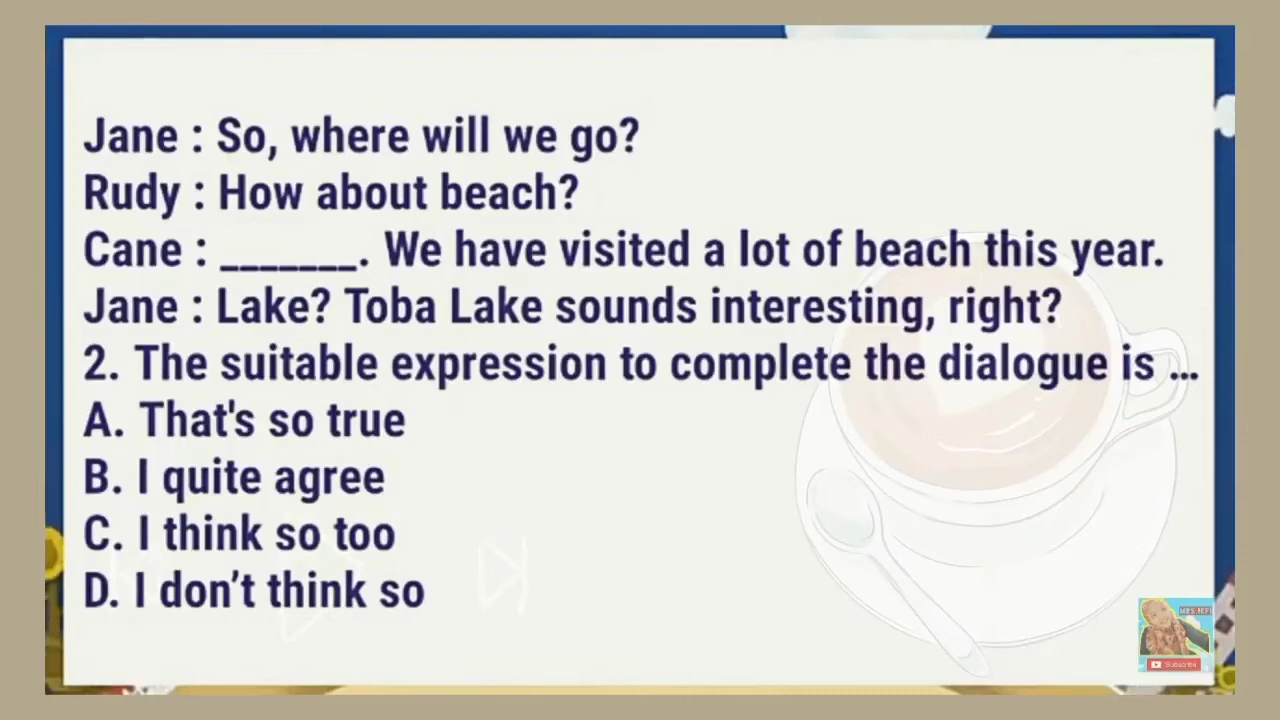 Jane : So, where will we go?
Rudy : How about beach?
Cane : _______. We have visited a lot of beach this year.
Jane : Lake? Toba Lake sounds interesting, right?
2. The suitable expression to complete the dialogue is ...
A. That's so true
B. I quite agree
C. I think so too
D. I don’t think so
Subscribe